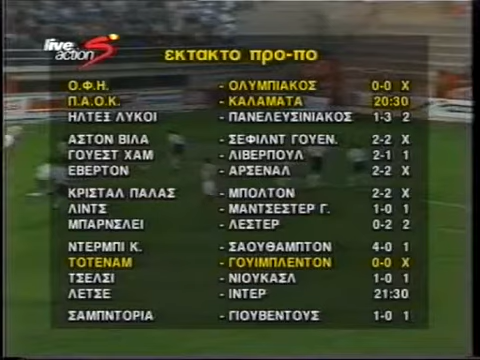 live action S
εκτακτο προ-πο
Ο.Φ.Η. - ΟΛΥΜΠΙΑΚΟΣ 0-0 X
Π.Α.Ο.Κ. - ΚΑΛΑΜΑΤΑ 20:30
ΗΛΤΕΞ ΛΥΚΟΙ - ΠΑΝΕΛΕΥΣΙΝΙΑΚΟΣ 1-3 2
ΑΣΤΟΝ ΒΙΛΑ - ΣΕΦΙΛΝΤ ΓΟΥΕΝ. 2-2 X
ΓΟΥΕΣΤ ΧΑΜ - ΛΙΒΕΡΠΟΥΛ 2-1 1
ΕΒΕΡΤΟΝ - ΑΡΣΕΝΑΛ 2-2 X
ΚΡΙΣΤΑΛ ΠΑΛΑΣ - ΜΠΟΛΤΟΝ 2-2 X
ΛΙΝΤΣ - ΜΑΝΤΣΕΣΤΕΡ Γ. 1-0 1
ΜΠΑΡΝΣΛΕΙ - ΛΕΣΤΕΡ 0-2 2
ΝΤΕΡΜΠΙ Κ. - ΣΑΟΥΘΑΜΠΤΟΝ 4-0 1
ΤΟΤΕΝΑΜ - ΓΟΥΙΜΠΛΕΝΤΟΝ 0-0 X
ΤΣΕΛΣΙ - ΝΙΟΥΚΑΣΛ 1-0 1
ΛΕΤΣΕ - ΙΝΤΕΡ 21:30
ΣΑΜΠΝΤΟΡΙΑ - ΓΙΟΥΒΕΝΤΟΥΣ 1-0 1